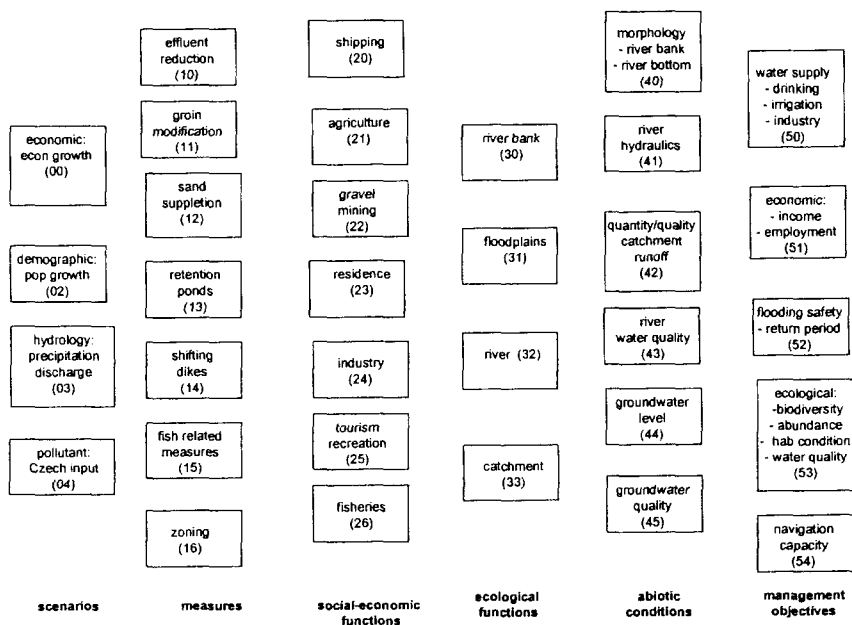 economic:
econ growth
(00)
demographic:
pop growth
(02)
hydrology:
precipitation
discharge
(03)
pollutant:
Czech input
(04)
scenarios
effluent
reduction
(10)
groin
modification
(11)
sand
suppletion
(12)
retention
ponds
(13)
shifting
dikes
(14)
fish related
measures
(15)
zoning
(16)
measures
shipping
(20)
agriculture
(21)
gravel
mining
(22)
residence
(23)
industry
(24)
tourism
recreation
(25)
fisheries
(26)
social-economic
functions
river bank
(30)
floodplains
(31)
river (32)
catchment
(33)
ecological
functions
morphology
- river bank
- river bottom
(40)
river
hydraulics
(41)
quantity/quality
catchment
runoff
(42)
river
water quality
(43)
groundwater
level
(44)
groundwater
quality
(45)
abiotic
conditions
water supply
- drinking
- irrigation
- industry
(50)
economic:
- income
- employment
(51)
flooding safety
- return period
(52)
ecological:
-biodiversity
- abundance
- hab condition
- water quality
(53)
navigation
capacity
(54)
management
objectives